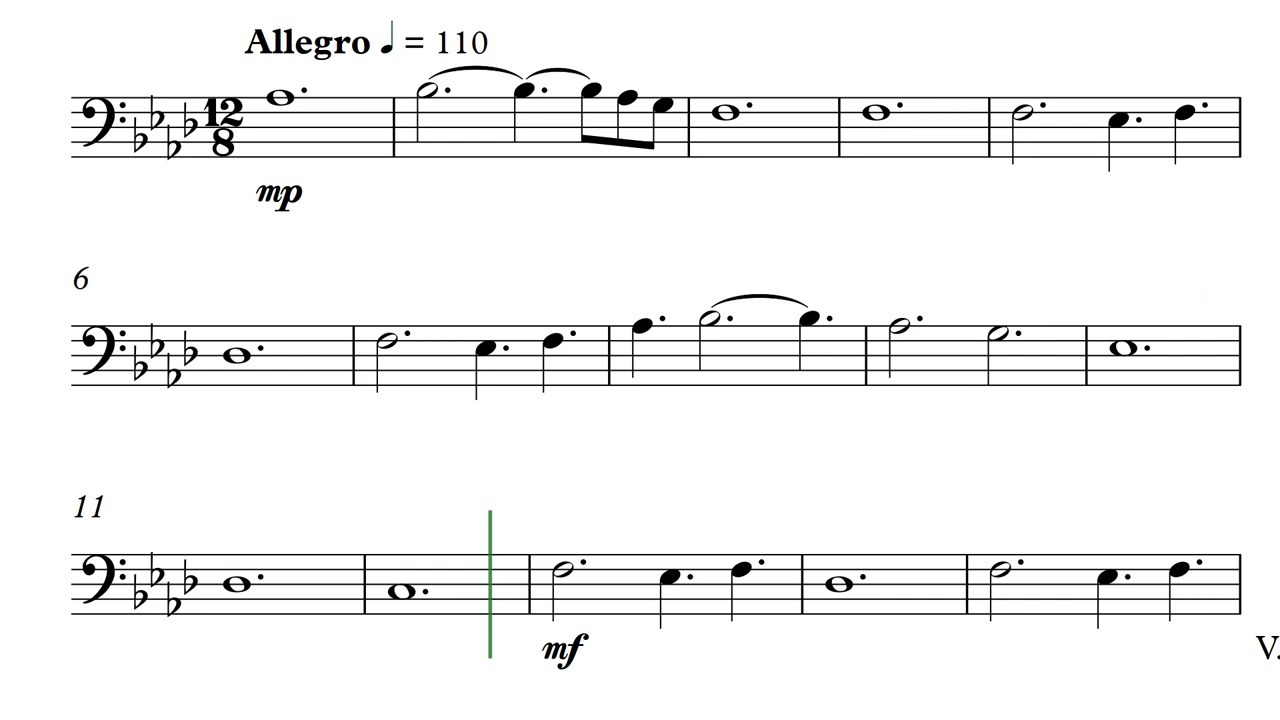 Allegro ♩ = 110
12
8
mp
6
11
mf
V.